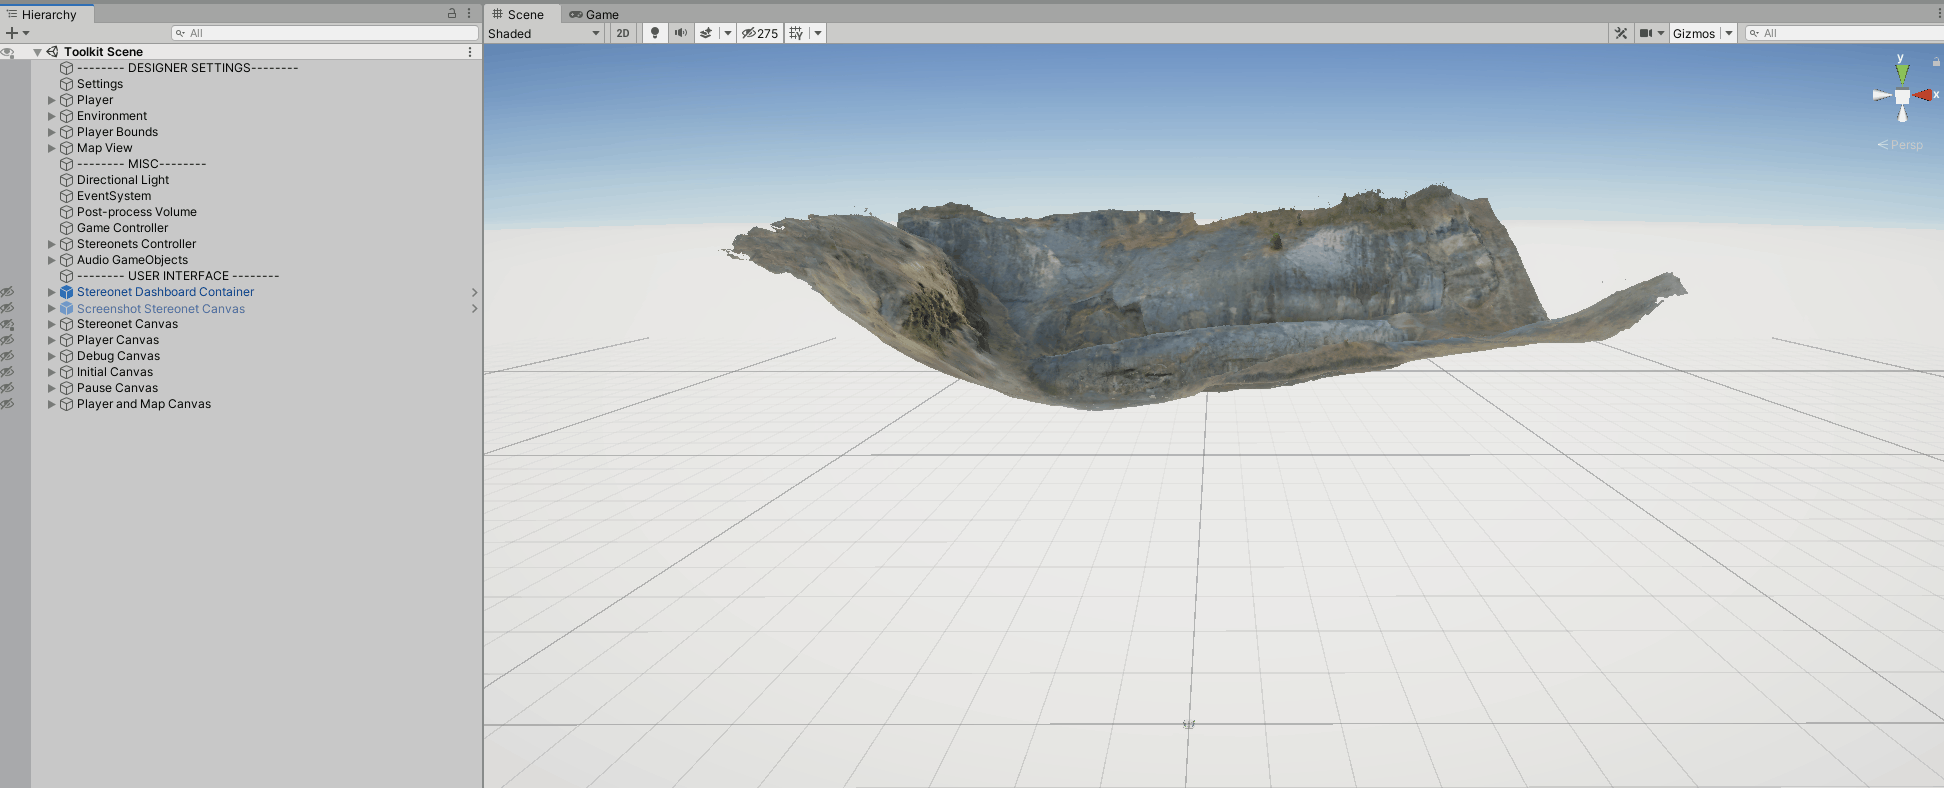 Hierarchy
All
Toolkit Scene
-------- DESIGNER SETTINGS--------
Settings
Player
Environment
Player Bounds
Map View
-------- MISC--------
Directional Light
EventSystem
Post-process Volume
Game Controller
Stereonets Controller
Audio GameObjects
-------- USER INTERFACE --------
Stereonet Dashboard Container
Screenshot Stereonet Canvas
Stereonet Canvas
Player Canvas
Debug Canvas
Initial Canvas
Pause Canvas
Player and Map Canvas
Scene Game
Shaded 2D 275 Gizmos All
y
x
Persp